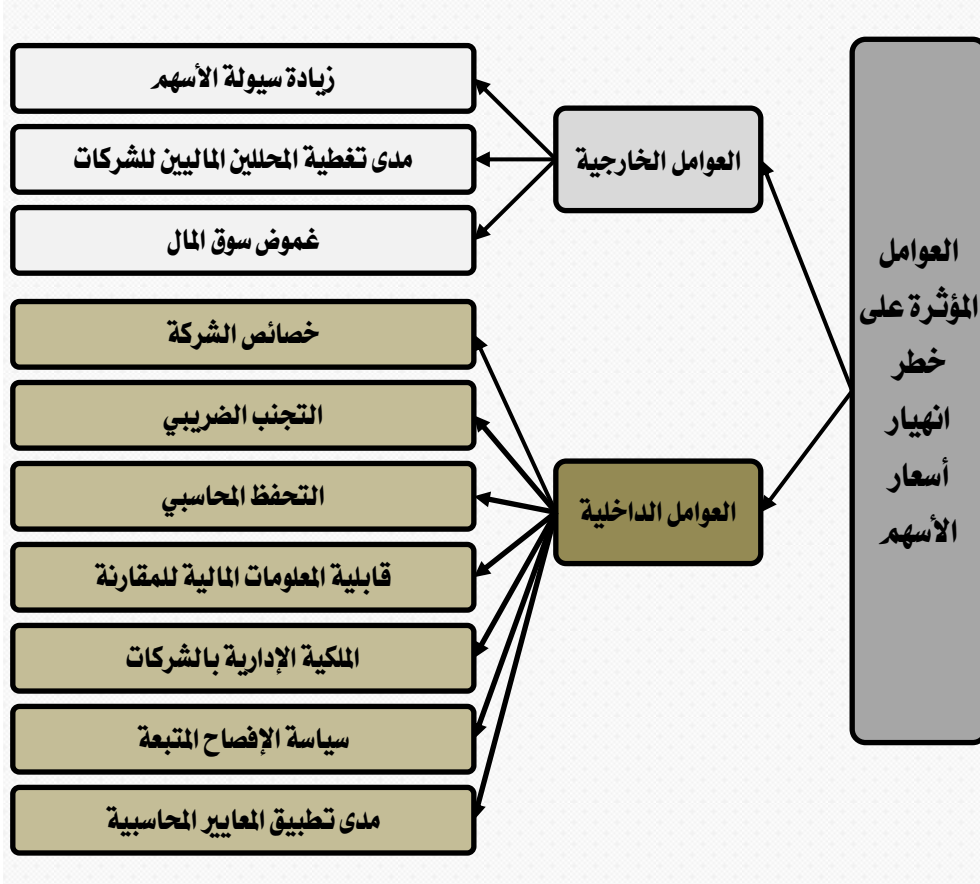 العوامل
المؤثرة على
خطر
انهيار
أسعار
الأسهم
العوامل الخارجية
زيادة سيولة الأسهم
مدى تغطية المحللين الماليين للشركات
غموض سوق المال
العوامل الداخلية
خصائص الشركة
التجنب الضريبي
التحفظ المحاسبي
قابلية المعلومات المالية للمقارنة
الملكية الإدارية بالشركات
سياسة الإفصاح المتبعة
مدى تطبيق المعايير المحاسبية